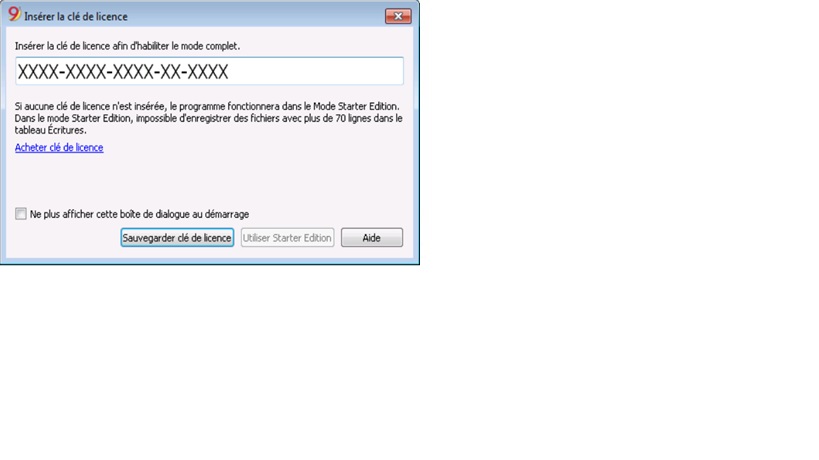 9 Insérer la clé de licence
Insérer la clé de licence afin d'habiliter le mode complet.
XXXX-XXXX-XXXX-XX-XXXX
Si aucune clé de licence n'est insérée, le programme fonctionnera dans le Mode Starter Edition.
Dans le mode Starter Edition, impossible d'enregistrer des fichiers avec plus de 70 lignes dans le
tableau Écritures.
Acheter clé de licence
Ne plus afficher cette boîte de dialogue au démarrage
Sauvegarder clé de licence Utiliser Starter Edition Aide